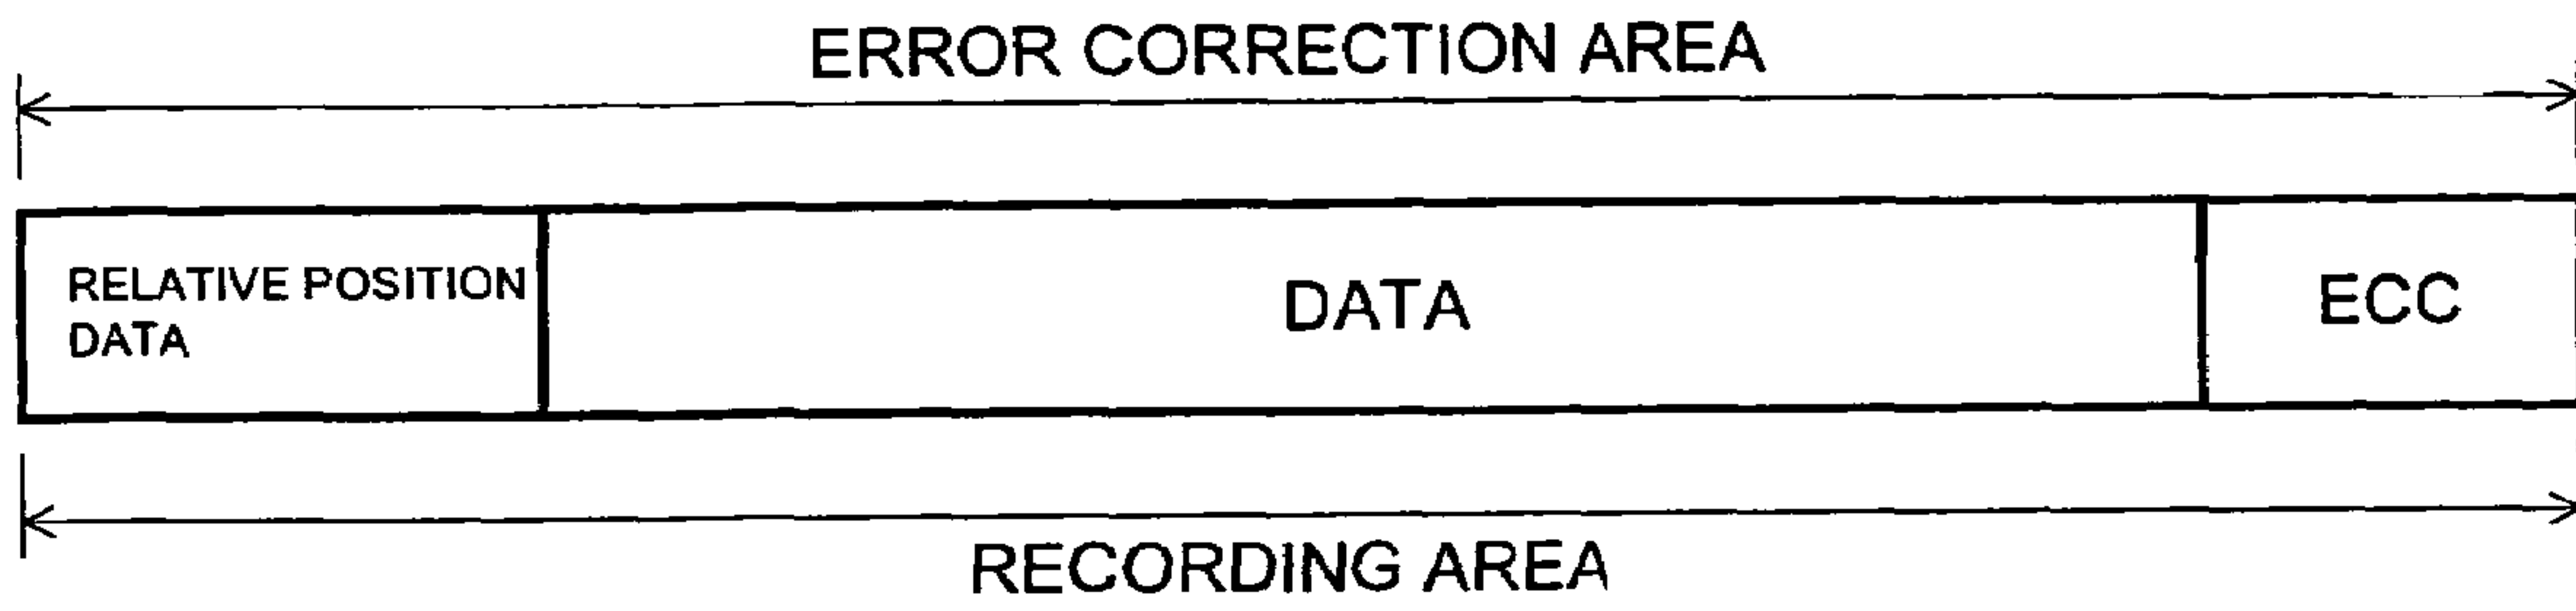 ERROR CORRECTION AREA
RELATIVE POSITION
DATA
DATA
ECC
RECORDING AREA